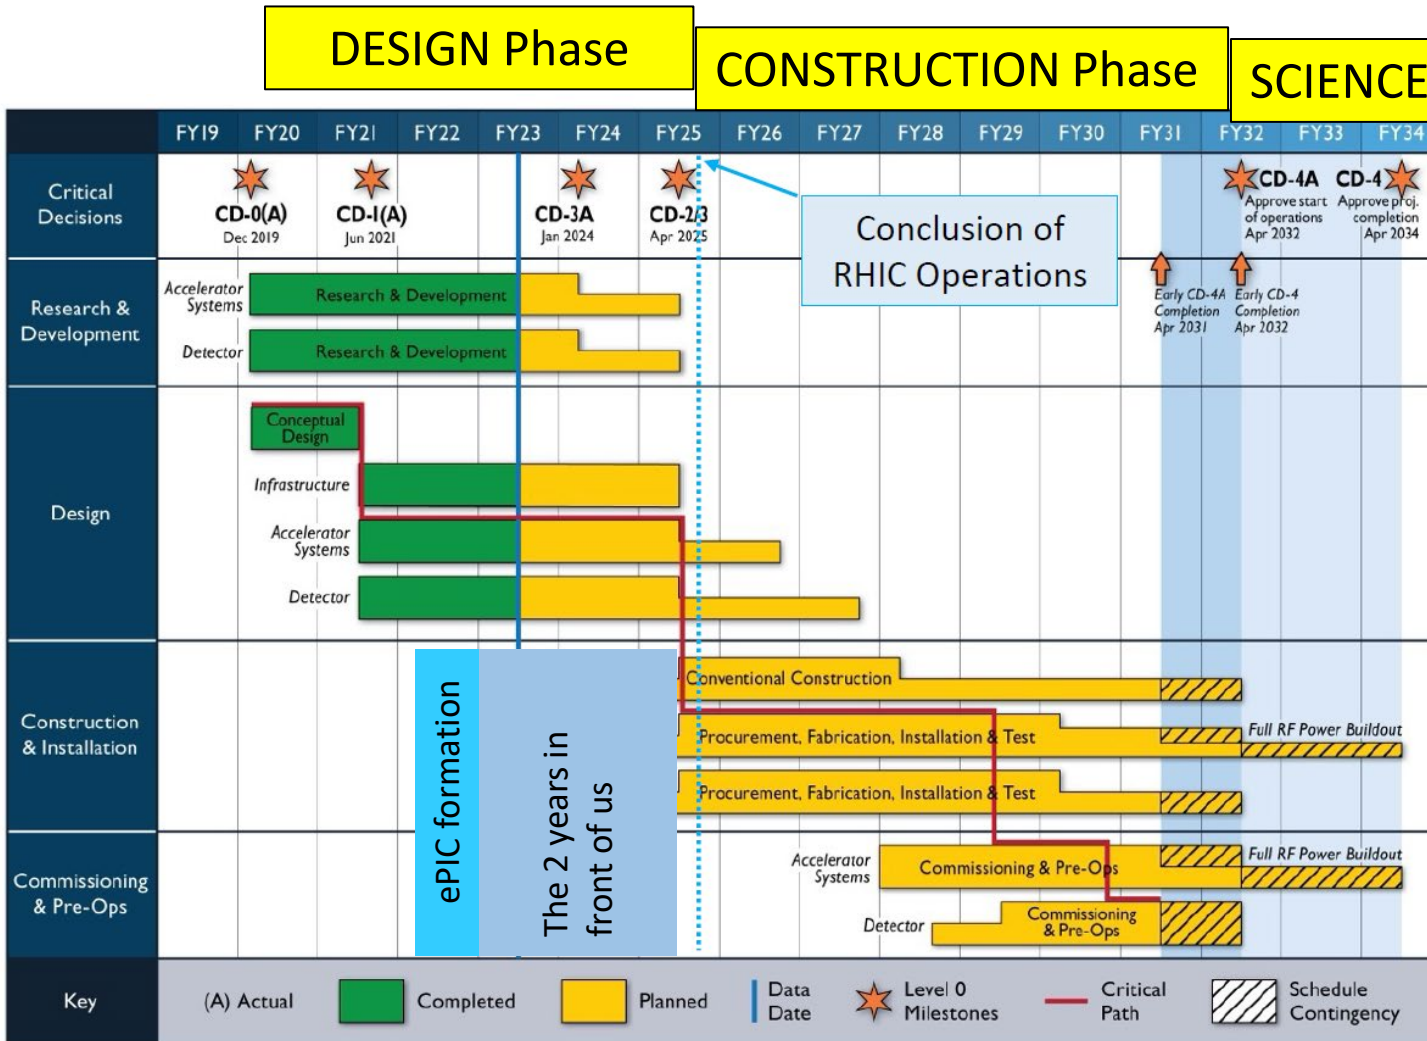 DESIGN Phase
CONSTRUCTION Phase
SCIENCE
FY19 FY20 FY21 FY22 FY23 FY24 FY25 FY26 FY27 FY28 FY29 FY30 FY31 FY32 FY33 FY34
Critical
Decisions
CD-0(A)
Dec 2019
CD-1(A)
Jun 2021
CD-3A
Jan 2024
CD-2/3
Apr 2025
CD-4A
Approve start
of operations
Apr 2032
CD-4
Approve proj.
completion
Apr 2034
Conclusion of
RHIC Operations
Early CD-4A
Completion
Apr 2031
Early CD-4
Completion
Apr 2032
Research &
Development
Accelerator
Systems
Research & Development
Detector
Research & Development
Design
Conceptual
Design
Infrastructure
Accelerator
Systems
Detector
Construction
& Installation
ePIC formation
The 2 years in
front of us
Conventional Construction
Procurement, Fabrication, Installation & Test
Full RF Power Buildout
Procurement, Fabrication, Installation & Test
Commissioning
& Pre-Ops
Accelerator
Systems
Commissioning & Pre-Ops
Full RF Power Buildout
Detector
Commissioning
& Pre-Ops
Key
(A) Actual
Completed
Planned
Data
Date
Level 0
Milestones
Critical
Path
Schedule
Contingency